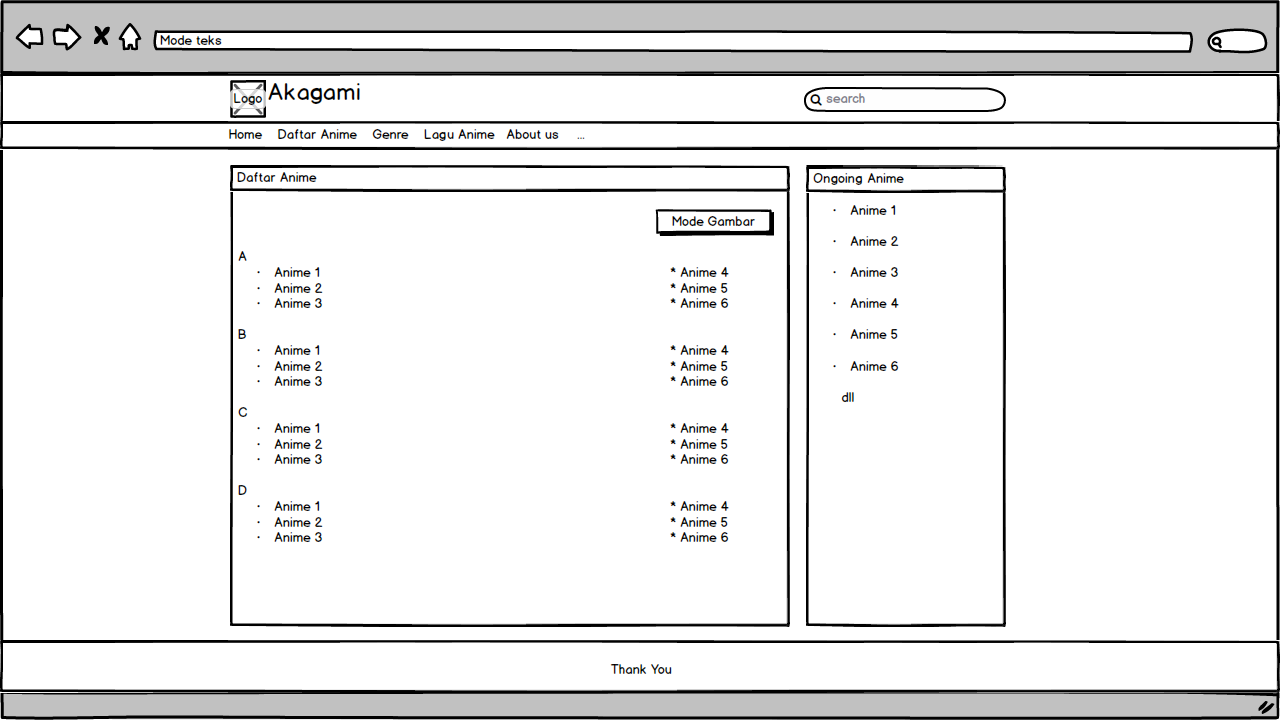 Mode teks
Logo Akagami
search
Home Daftar Anime Genre Lagu Anime About us ...
Daftar Anime
Mode Gambar
A
· Anime 1 * Anime 4
· Anime 2 * Anime 5
· Anime 3 * Anime 6
B
· Anime 1 * Anime 4
· Anime 2 * Anime 5
· Anime 3 * Anime 6
C
· Anime 1 * Anime 4
· Anime 2 * Anime 5
· Anime 3 * Anime 6
D
· Anime 1 * Anime 4
· Anime 2 * Anime 5
· Anime 3 * Anime 6
Ongoing Anime
· Anime 1
· Anime 2
· Anime 3
· Anime 4
· Anime 5
· Anime 6
dll
Thank You